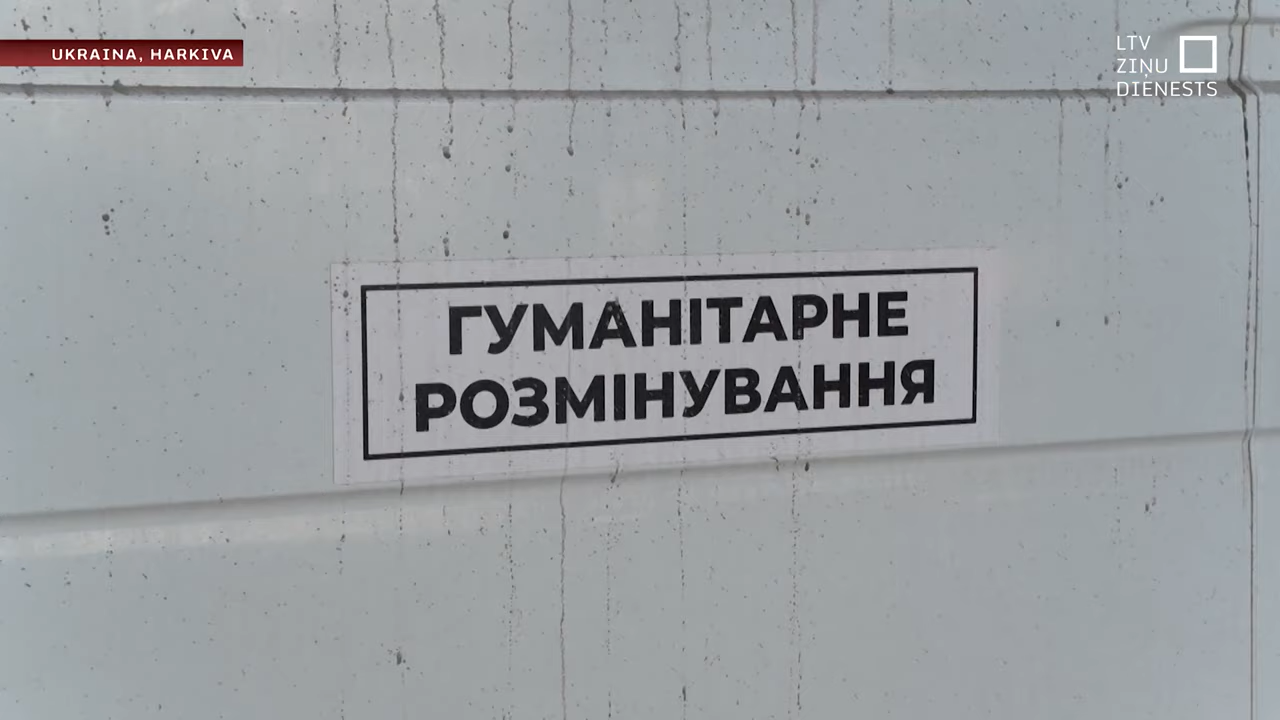 UKRAINA, HARKIVA
LTV
ZIŅU
DIENESTS
ГУМАНІТАРНЕ
РОЗМІНУВАННЯ